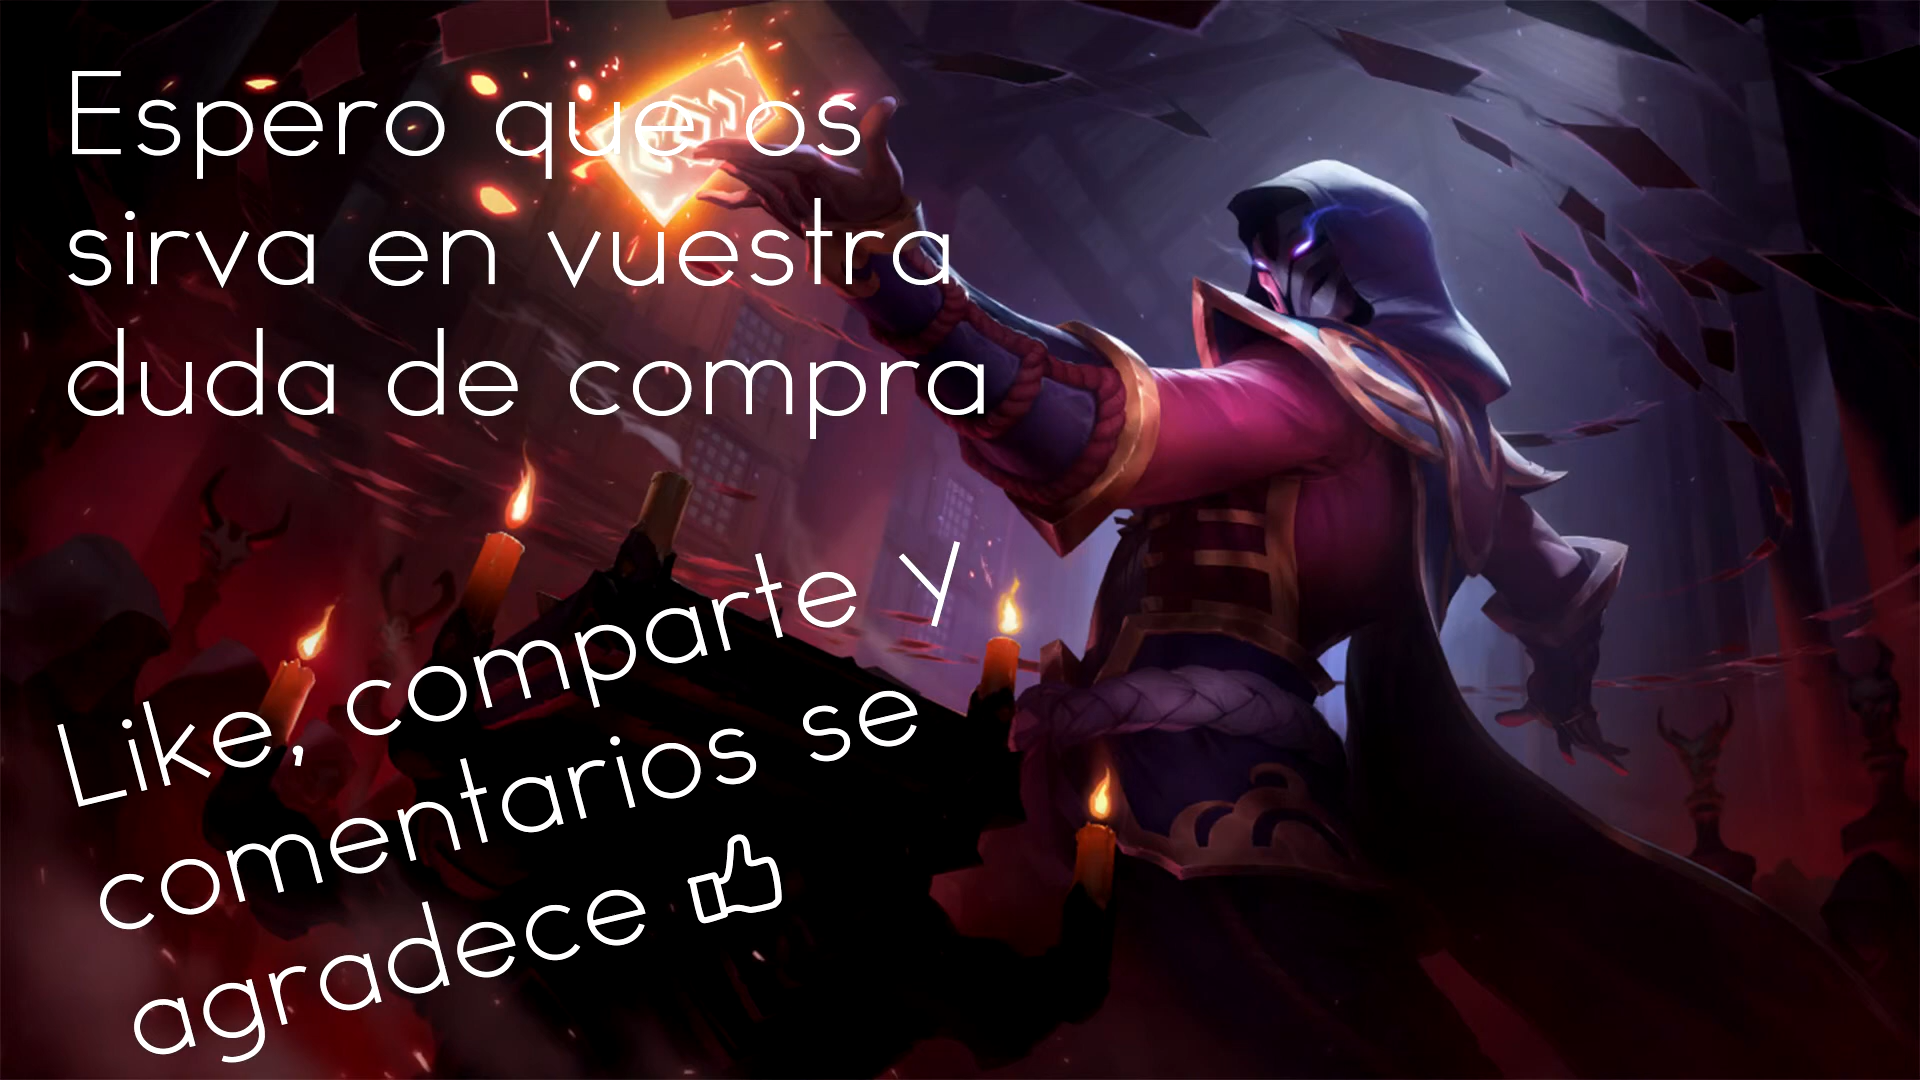 Espero que os
sirva en vuestra
duda de compra
Like, comparte y
comentarios se
agradece